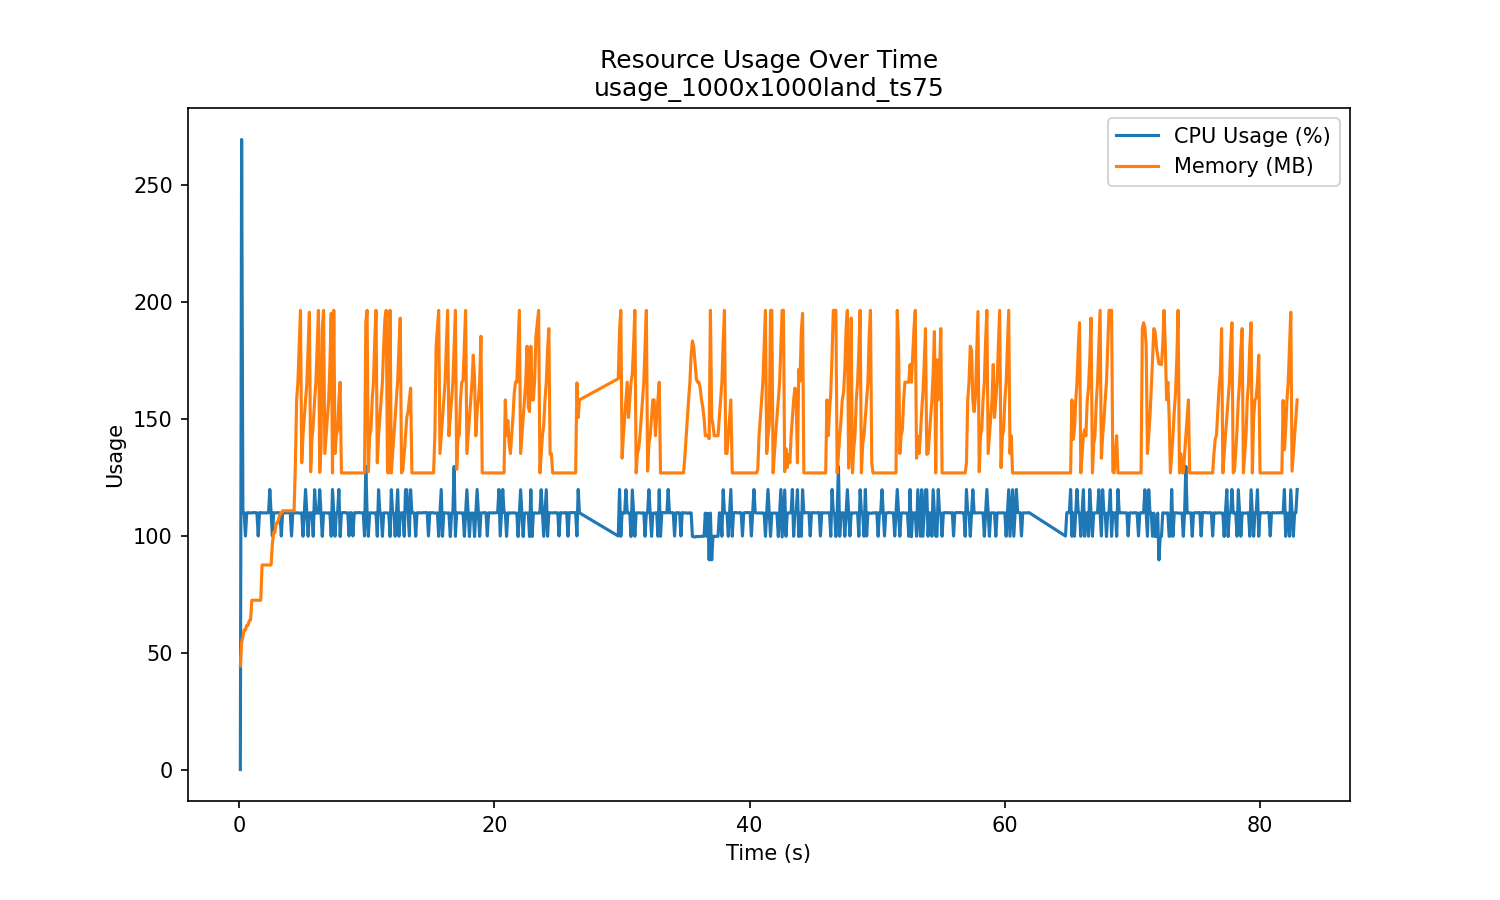 Resource Usage Over Time
usage_1000x1000land_ts75
CPU Usage (%)
Memory (MB)
250
200
150
100
50
0
Usage
0 20 40 60 80
Time (s)